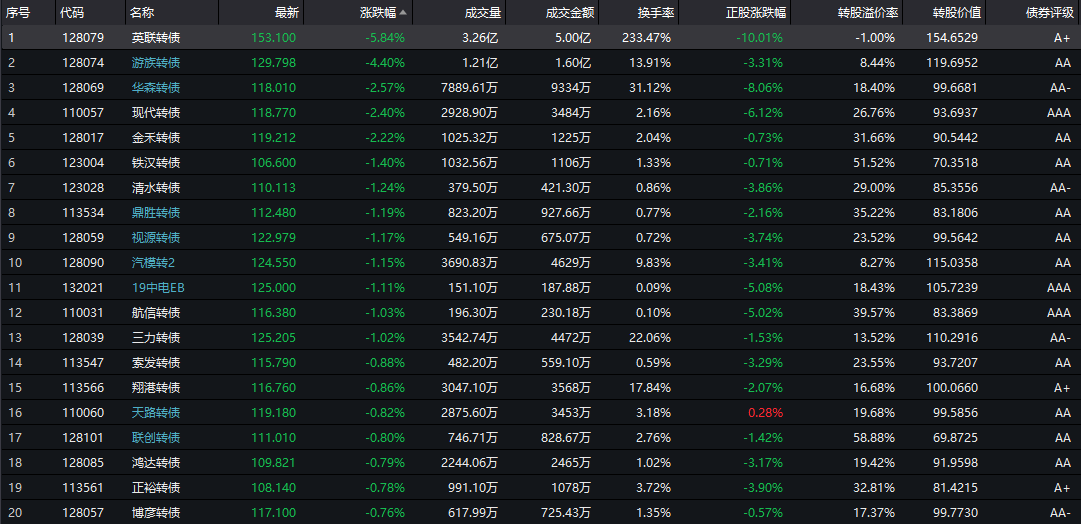 序号 代码 名称 最新 涨跌幅 成交量 成交金额 换手率 正股涨跌幅 转股溢价率 转股价值 债券评级
1 128079 英联转债 153.100 -5.84% 3.26亿 5.00亿 233.47% -10.01% -1.00% 154.6529 A+
2 128074 游族转债 129.798 -4.40% 1.21亿 1.60亿 13.91% -3.31% 8.44% 119.6952 AA
3 128069 华森转债 118.010 -2.57% 7889.61万 9334万 31.12% -8.06% 18.40% 99.6681 AA-
4 110057 现代转债 118.770 -2.40% 2928.90万 3484万 2.16% -6.12% 26.76% 93.6937 AAA
5 128017 金禾转债 119.212 -2.22% 1025.32万 1225万 2.04% -0.73% 31.66% 90.5442 AA
6 123004 铁汉转债 106.600 -1.40% 1032.56万 1106万 1.33% -0.71% 51.52% 70.3518 AA
7 123028 清水转债 110.113 -1.24% 379.50万 421.30万 0.86% -3.86% 29.00% 85.3556 AA-
8 113534 鼎胜转债 112.480 -1.19% 823.20万 927.66万 0.77% -2.16% 35.22% 83.1806 AA
9 128059 视源转债 122.979 -1.17% 549.16万 675.07万 0.72% -3.74% 23.52% 99.5642 AA
10 128090 汽模转2 124.550 -1.15% 3690.83万 4629万 9.83% -3.41% 8.27% 115.0358 AA
11 132021 19中电EB 125.000 -1.11% 151.10万 187.88万 0.09% -5.08% 18.43% 105.7239 AAA
12 110031 航信转债 116.380 -1.03% 196.30万 230.18万 0.10% -5.02% 39.57% 83.3869 AAA
13 128039 三力转债 125.205 -1.02% 3542.74万 4472万 22.06% -1.53% 13.52% 110.2916 AA-
14 113547 索发转债 115.790 -0.88% 482.20万 559.10万 0.59% -3.29% 23.55% 93.7207 AA
15 113566 翔港转债 116.760 -0.86% 3047.10万 3568万 17.84% -2.07% 16.68% 100.0660 A+
16 110060 天路转债 119.180 -0.82% 2875.60万 3453万 3.18% 0.28% 19.68% 99.5856 AA
17 128101 联创转债 111.010 -0.80% 746.71万 828.67万 2.76% -1.42% 58.88% 69.8725 AA
18 128085 鸿达转债 109.821 -0.79% 2244.06万 2465万 1.02% -3.17% 19.42% 91.9598 AA
19 113561 正裕转债 108.140 -0.78% 991.10万 1078万 3.72% -3.90% 32.81% 81.4215 A+
20 128057 博彦转债 117.100 -0.76% 617.99万 725.43万 1.35% -0.57% 17.37% 99.7730 AA-